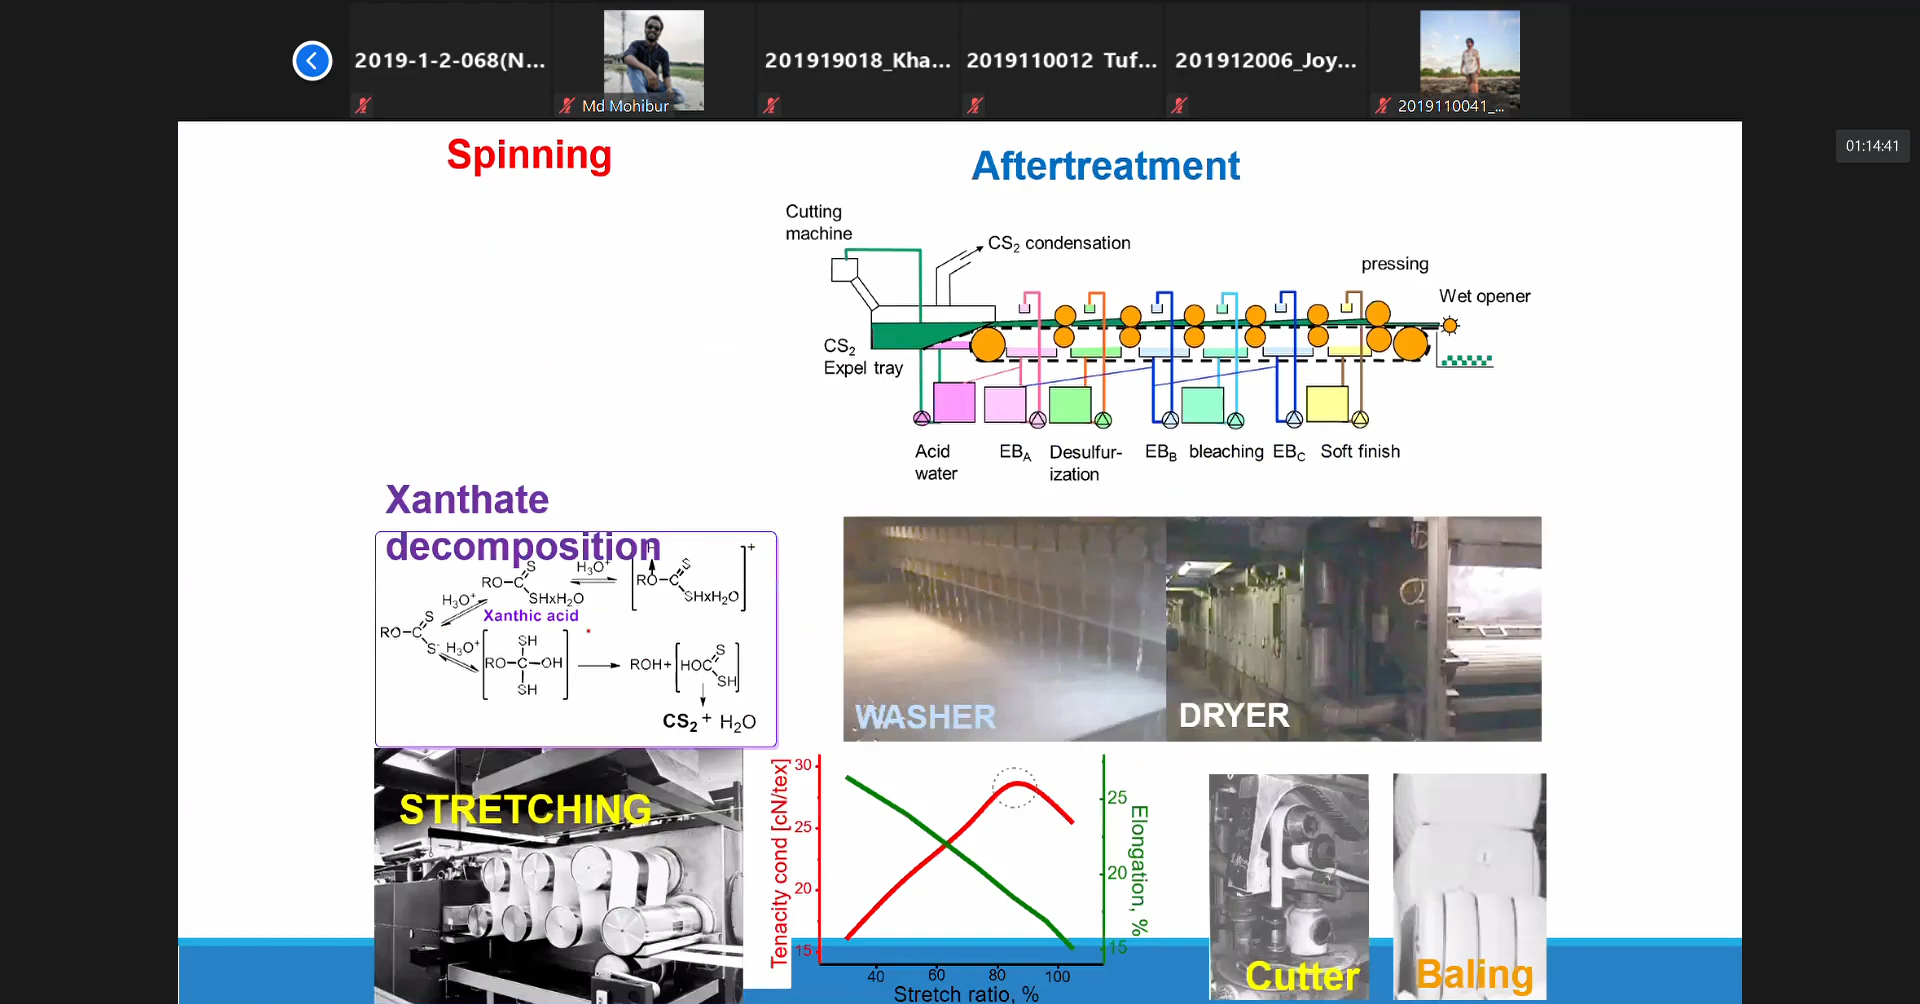 2019-1-2-068(N...
Md Mohibur
201919018_Kha...
2019110012 Tuf...
201912006_Joy...
2019110041_...
01:14:41
Spinning
Aftertreatment
Cutting
machine
CS2 condensation
pressing
Wet opener
CS2
Expel tray
Acid
water
EBA
Desulfur-
ization
EBB
bleaching
EBC
Soft finish
Xanthate
decomposition
H
RO-C
S
SHxH2O
H3O+
RO-C
S
SHxH2O
+
H3O+
Xanthic acid
RO-C
S
S-
H3O+
SH
RO-C-OH
SH
ROH+
HOC
S
SH
CS2 + H2O
WASHER
DRYER
STRETCHING
Tenacity cond [cN/tex]
30
25
20
15
25
20
15
Elongation, %
40 60 80 100
Stretch ratio, %
Cutter
Baling